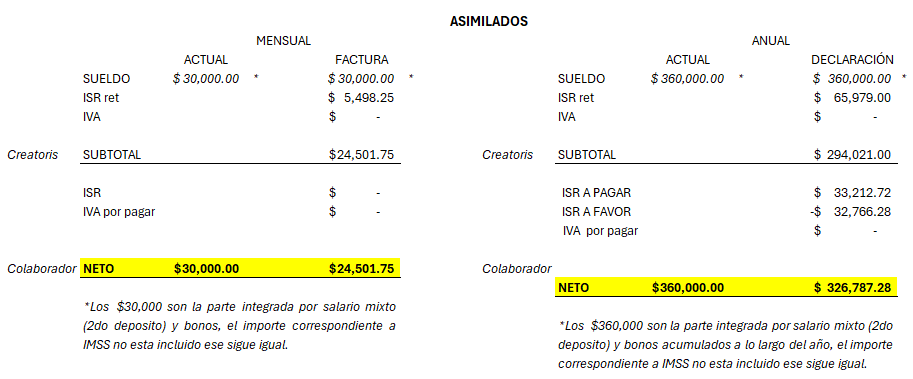 ASIMILADOS
MENSUAL
ACTUAL FACTURA
SUELDO $ 30,000.00 * $ 30,000.00 *
ISR ret $ 5,498.25
IVA $ -
Creatoris SUBTOTAL $24,501.75
ISR $ -
IVA por pagar $ -
Colaborador NETO $30,000.00 $24,501.75
*Los $30,000 son la parte integrada por salario mixto
(2do deposito) y bonos, el importe correspondiente a
IMSS no esta incluido ese sigue igual.
ANUAL
ACTUAL DECLARACIÓN
SUELDO $ 360,000.00 * $ 360,000.00 *
ISR ret $ 65,979.00
IVA $ -
Creatoris SUBTOTAL $ 294,021.00
ISR A PAGAR $ 33,212.72
ISR A FAVOR -$ 32,766.28
IVA por pagar $ -
Colaborador
NETO $360,000.00 $ 326,787.28
*Los $360,000 son la parte integrada por salario mixto (2do
deposito) y bonos acumulados a lo largo del año, el importe
correspondiente a IMSS no esta incluido ese sigue igual.